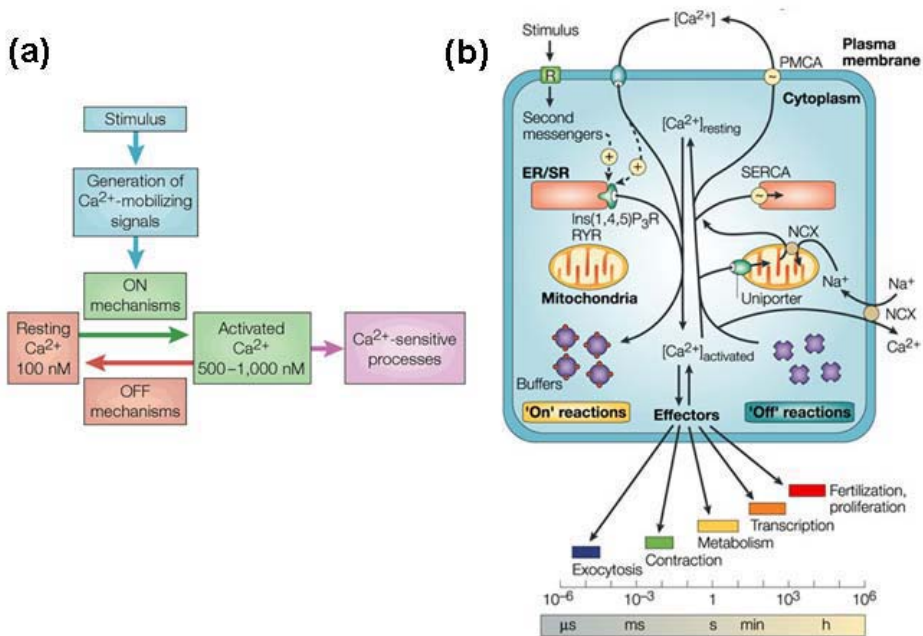 (a)
Stimulus
Generation of
Ca²⁺-mobilizing
signals
ON
mechanisms
Resting
Ca²⁺
100 nM
Activated
Ca²⁺
500–1,000 nM
Ca²⁺-sensitive
processes
OFF
mechanisms
(b)
Stimulus
[Ca²⁺]
Plasma
membrane
PMCA
R
~
Cytoplasm
Second
messengers
[Ca²⁺]resting
+
+
ER/SR
SERCA
~
Ins(1,4,5)P₃R
RYR
NCX
Mitochondria
Uniporter
Na⁺
Na⁺
NCX
Ca²⁺
[Ca²⁺]activated
Buffers
'On' reactions
Effectors
'Off' reactions
Fertilization,
proliferation
Transcription
Metabolism
Contraction
Exocytosis
10⁻⁶ 10⁻³ 1 10³ 10⁶
µs ms s min h